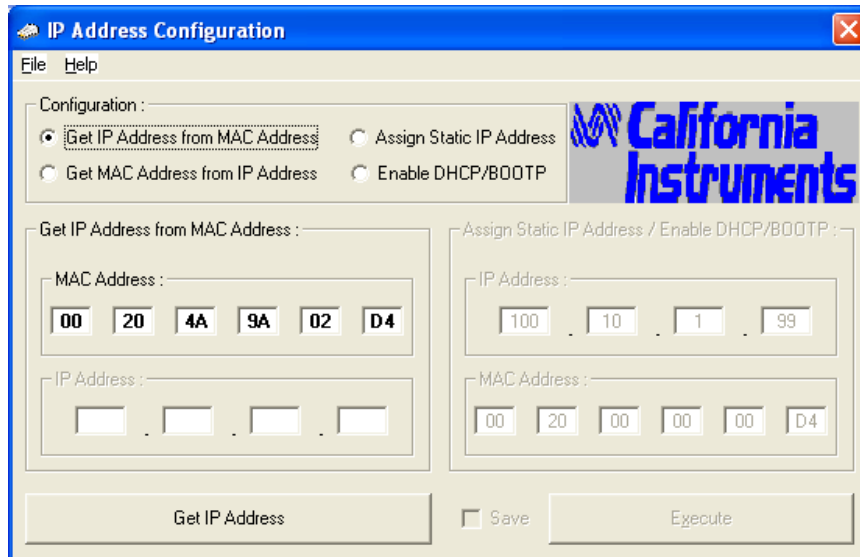 IP Address Configuration
File Help
Configuration :
Get IP Address from MAC Address
Assign Static IP Address
Get MAC Address from IP Address
Enable DHCP/BOOTP
California
Instruments
Get IP Address from MAC Address :
MAC Address :
00 20 4A 9A 02 D4
IP Address :
. . .
Get IP Address
Assign Static IP Address / Enable DHCP/BOOTP :
IP Address :
100 . 10 . 1 . 99
MAC Address :
00 20 00 00 00 D4
Save
Execute